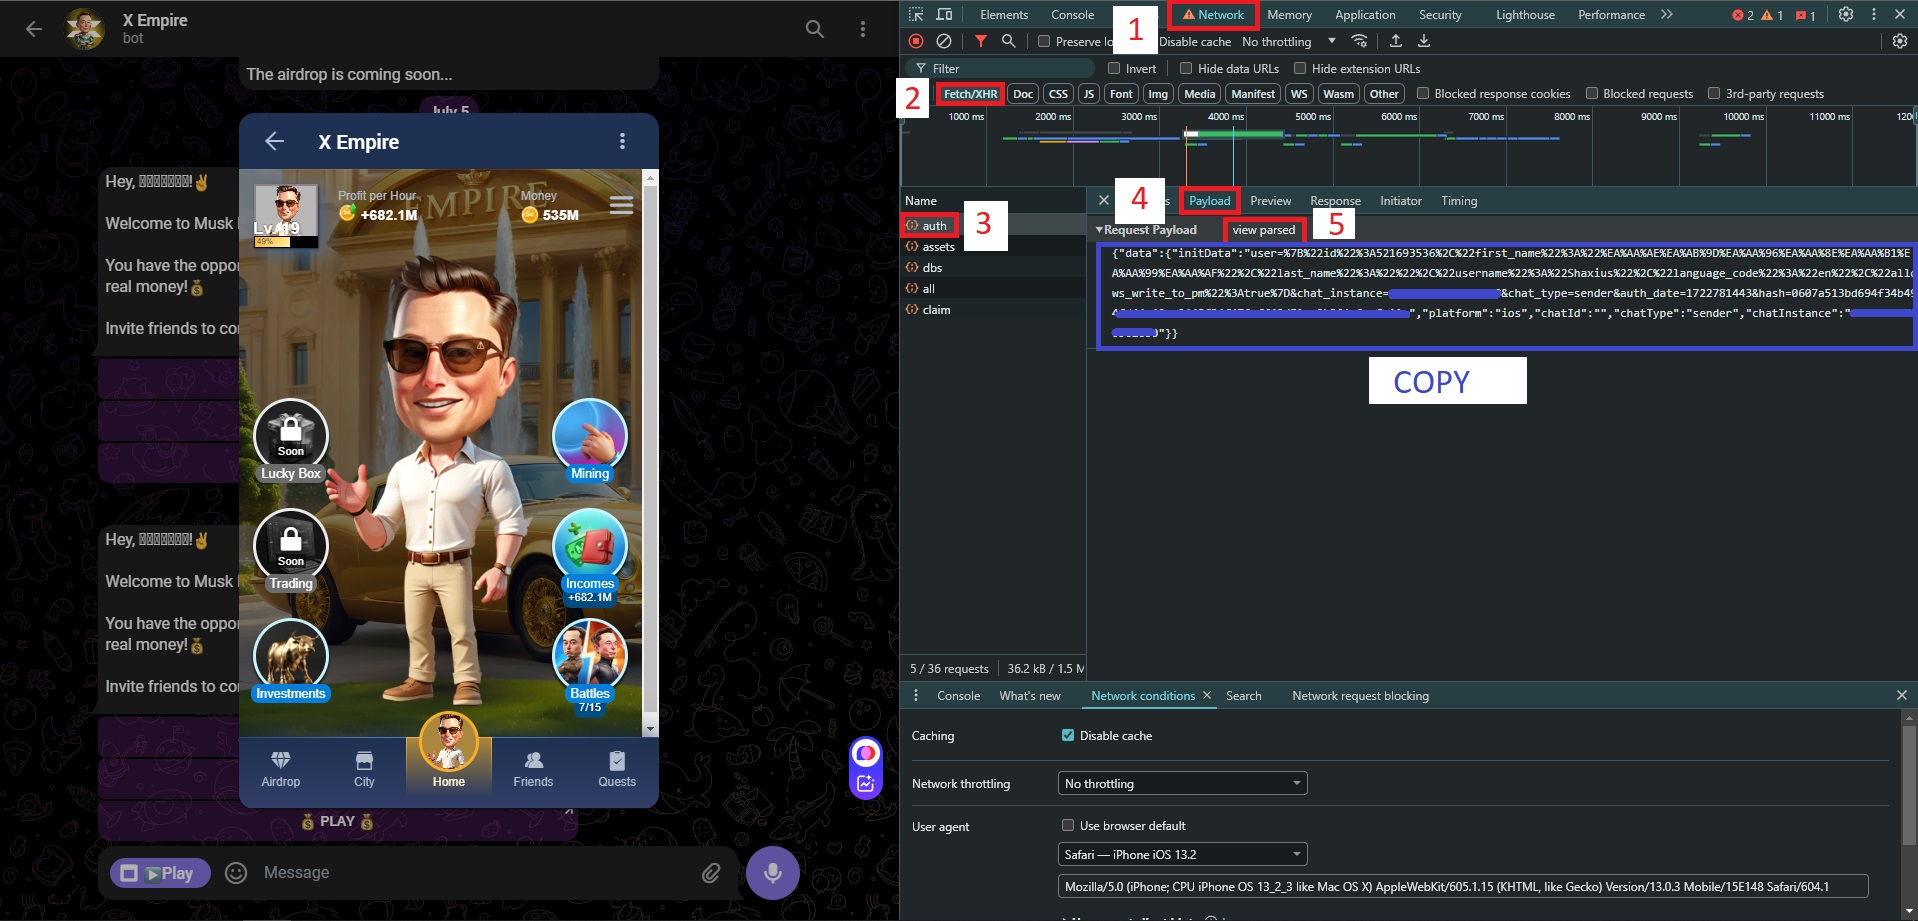 X Empire
bot
The airdrop is coming soon...
July 5
Hey,
Welcome to Musk
You have the oppor
real money!💰
Invite friends to cor
Hey,
Welcome to Musk
You have the oppor
real money!💰
Invite friends to cor
💰 PLAY 💰
Play
Message
X Empire
EMPIRE
Profit per Hour
+682.1M
Money
535M
Lv.419
49%
Soon
Lucky Box
Mining
Soon
Trading
Incomes
+682.1M
Investments
Battles
7/15
Airdrop
City
Home
Friends
Quests
Elements
Console
1
Network
Memory
Application
Security
Lighthouse
Performance
2
1
1
Preserve lo
Disable cache
No throttling
Filter
Invert
Hide data URLs
Hide extension URLs
2
Fetch/XHR
Doc
CSS
JS
Font
Img
Media
Manifest
WS
Wasm
Other
Blocked response cookies
Blocked requests
3rd-party requests
1000 ms
2000 ms
3000 ms
4000 ms
5000 ms
6000 ms
7000 ms
8000 ms
9000 ms
10000 ms
11000 ms
120
Name
auth
3
assets
dbs
all
claim
4
s
Payload
Preview
Response
Initiator
Timing
Request Payload
view parsed
5
{"data":{"initData":"user=%7B%22id%22%3A521693536%2C%22first_name%22%3A%22%EA%AA%AE%EA%AB%9D%EA%AA%96%EA%AA%8E%EA%AA%B1%E
A%AA%99%EA%AA%AF%22%2C%22last_name%22%3A%22%22%2C%22username%22%3A%22Shaxius%22%2C%22language_code%22%3A%22en%22%2C%22allo
ws_write_to_pm%22%3Atrue%7D&chat_instance=
&chat_type=sender&auth_date=1722781443&hash=0607a513bd694f34b49
","platform":"ios","chatId":"","chatType":"sender","chatInstance":"
"}}
COPY
5 / 36 requests
36.2 kB / 1.5 M
Console
What's new
Network conditions
Search
Network request blocking
Caching
Disable cache
Network throttling
No throttling
User agent
Use browser default
Safari — iPhone iOS 13.2
Mozilla/5.0 (iPhone; CPU iPhone OS 13_2_3 like Mac OS X) AppleWebKit/605.1.15 (KHTML, like Gecko) Version/13.0.3 Mobile/15E148 Safari/604.1